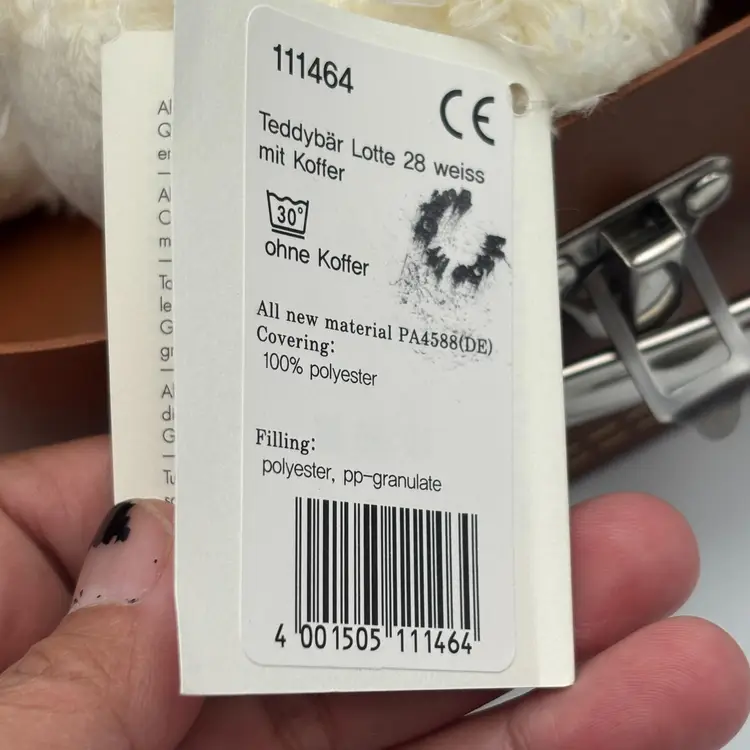 111464
CE
Teddybär Lotte 28 weiss
mit Koffer
30°
ohne Koffer
All new material PA4588(DE)
Covering:
100% polyester
Filling:
polyester, pp-granulate
4 001505 111464